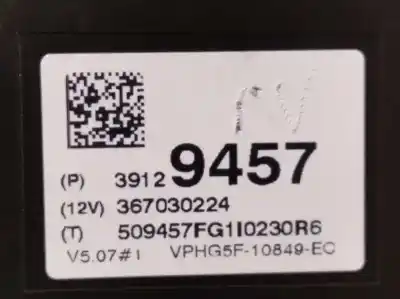 (P) 3912 9457
(12V) 367030224
(T) 509457FG1I0230R6
V5.07#1 VPHG5F-10849-EC